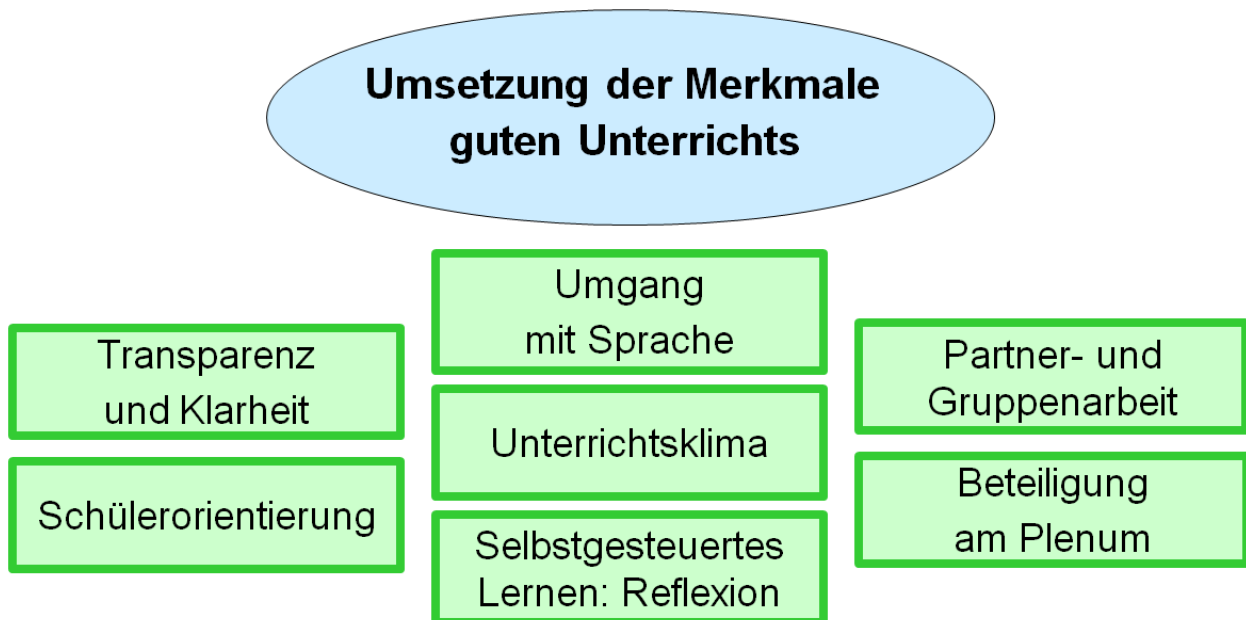 Umsetzung der Merkmale
guten Unterrichts
Transparenz
und Klarheit
Schülerorientierung
Umgang
mit Sprache
Unterrichtsklima
Selbstgesteuertes
Lernen: Reflexion
Partner- und
Gruppenarbeit
Beteiligung
am Plenum